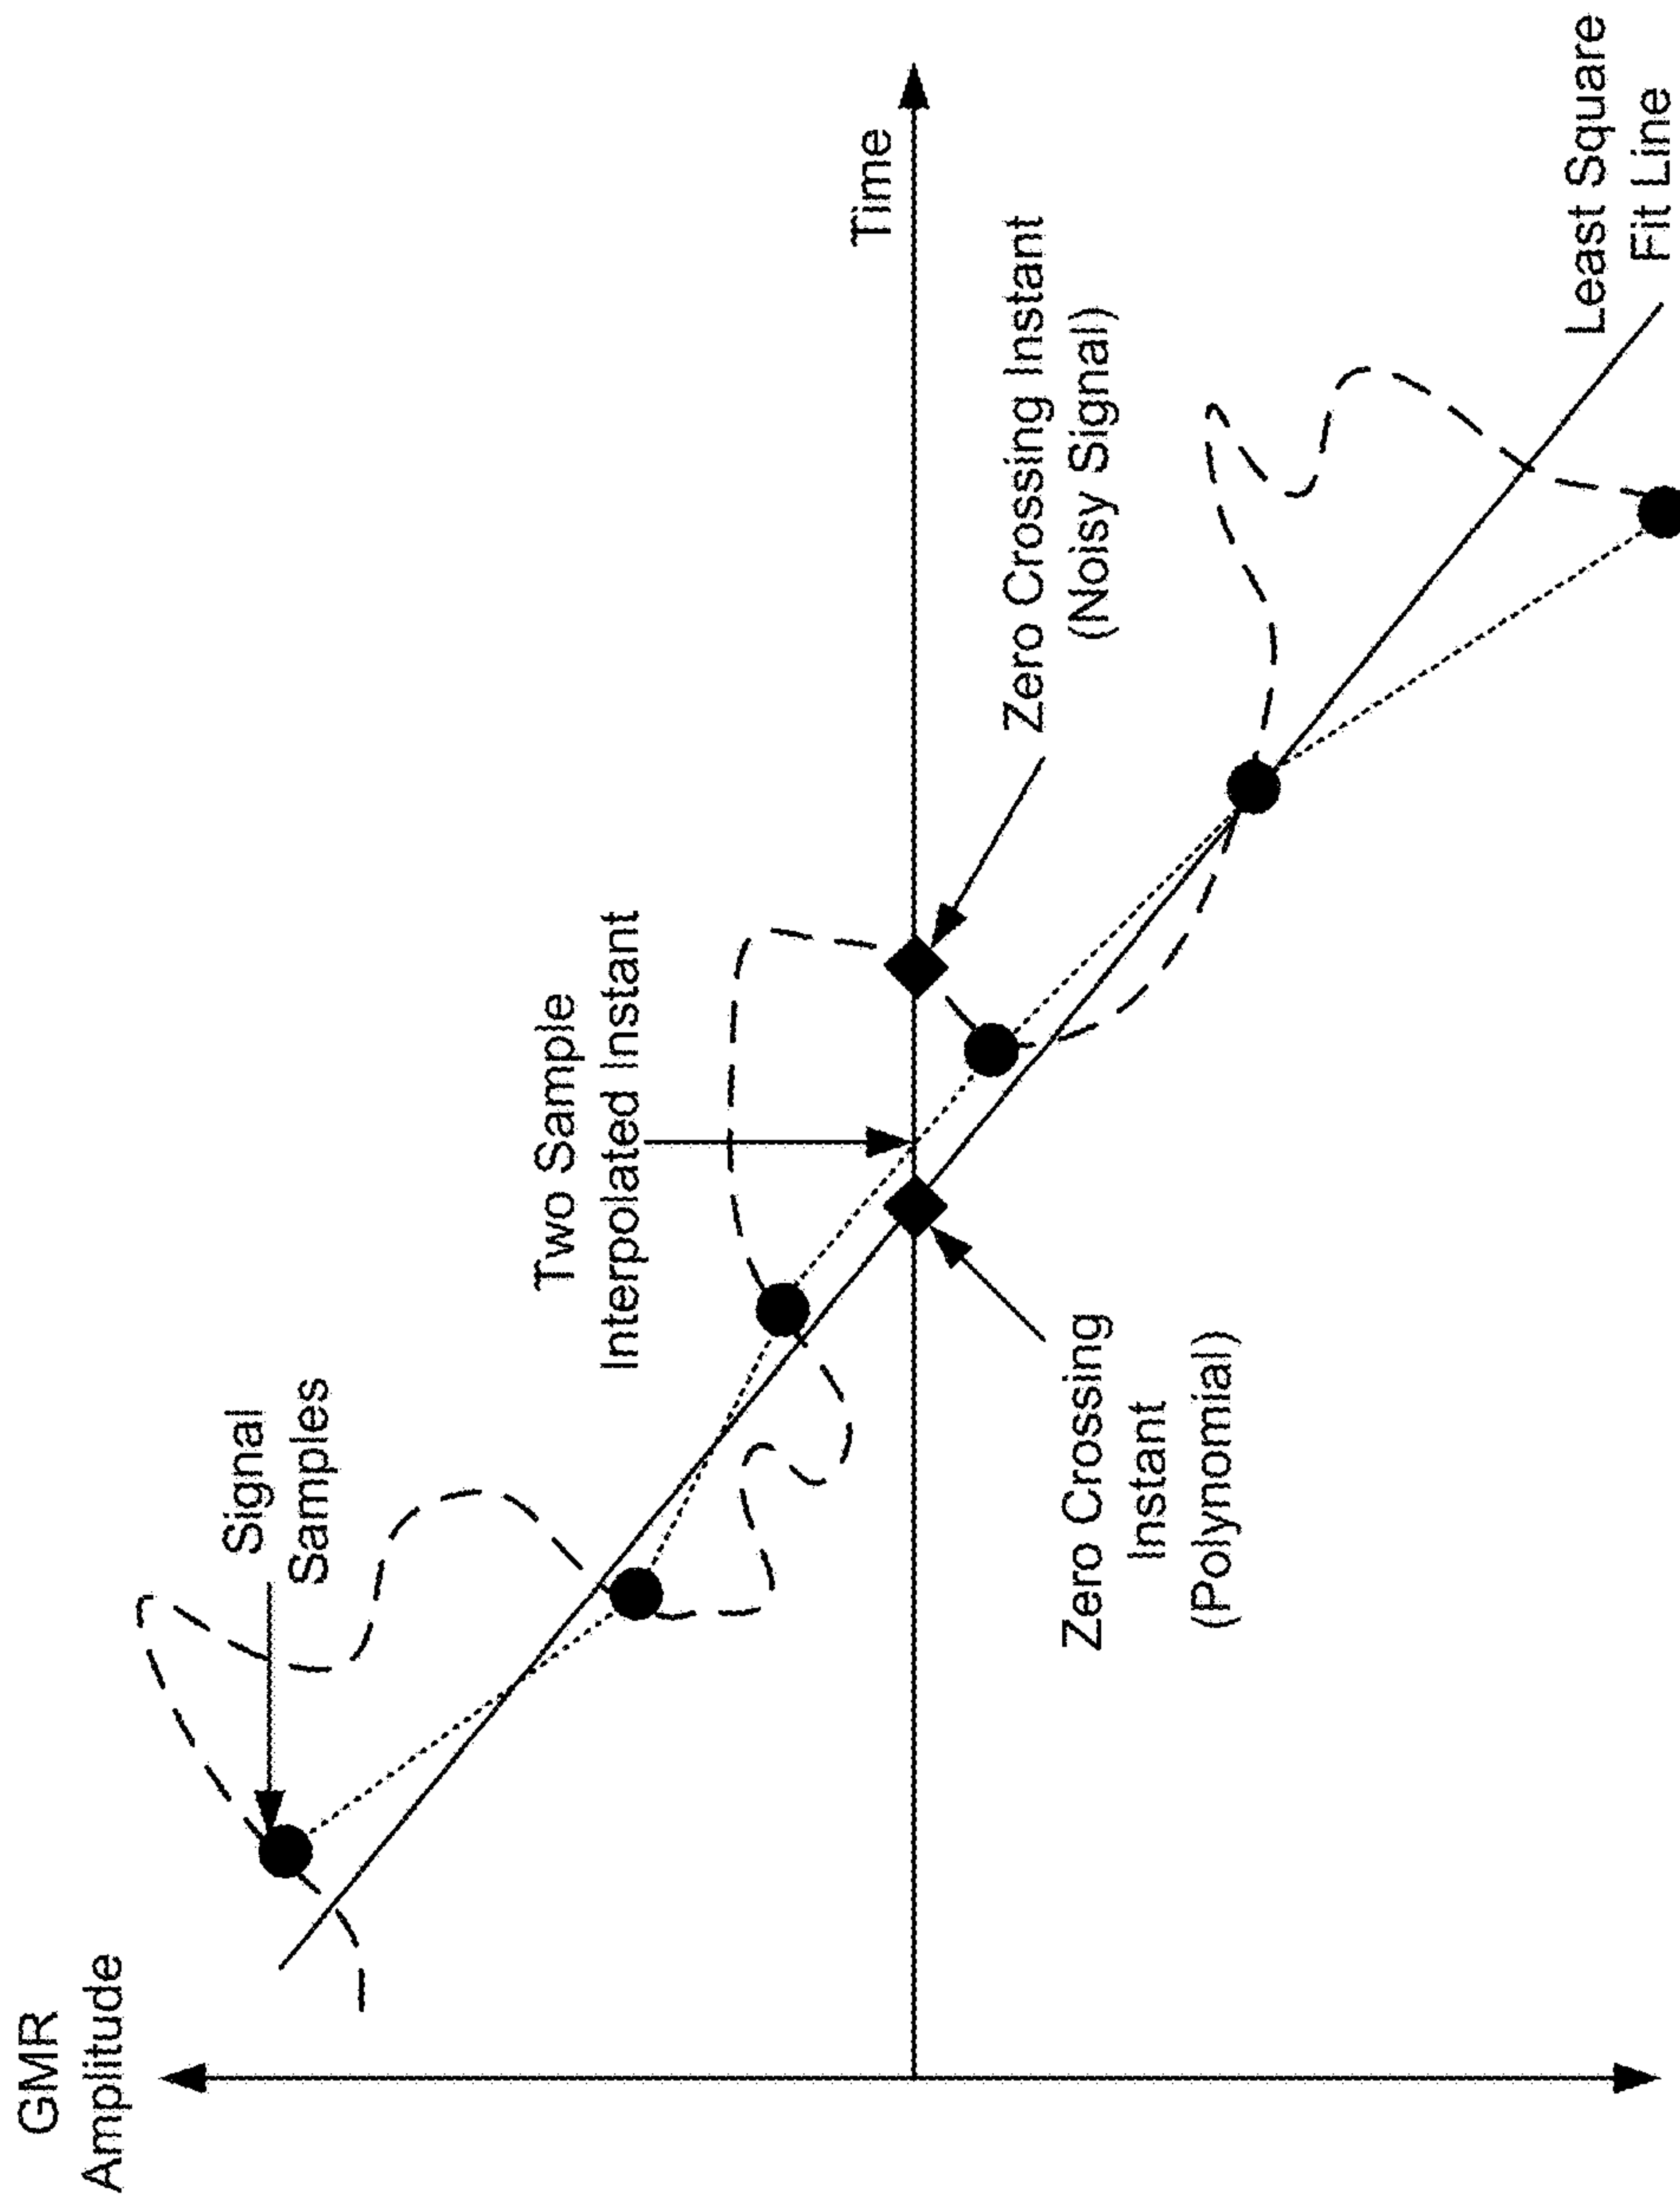 GMR
Amplitude
Signal
Samples
Two Sample
Interpolated Instant
Time
Zero Crossing Instant
(Noisy Signal)
Zero Crossing
Instant
(Polynomial)
Least Square
Fit Line